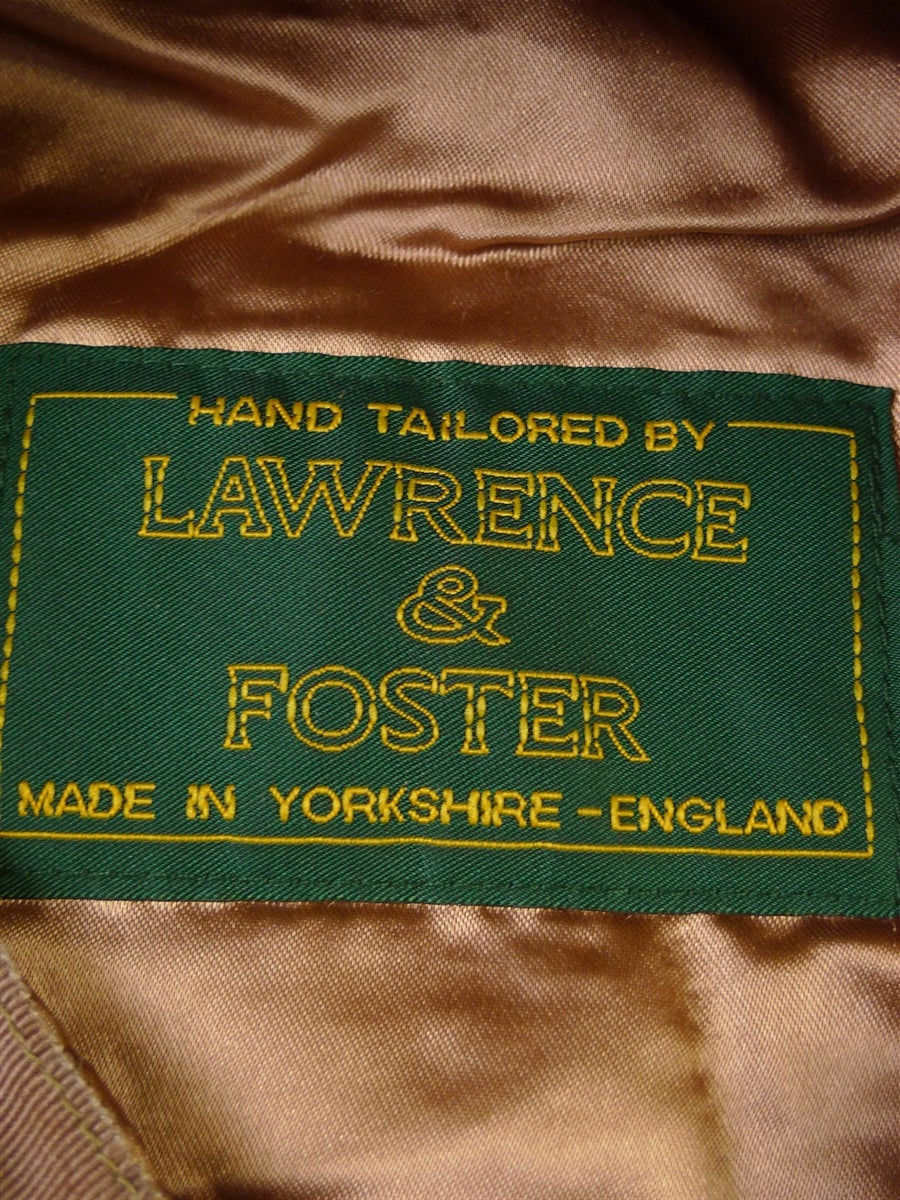 HAND TAILORED BY
LAWRENCE
&
FOSTER
MADE IN YORKSHIRE - ENGLAND